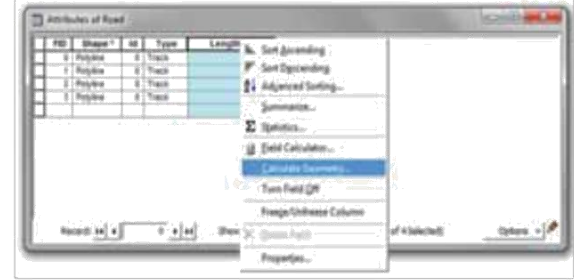 Attributes of Road
FID Shape * Id Type Length
0 Polyline 0 Track
1 Polyline 0 Track
2 Polyline 0 Track
3 Polyline 0 Track
Sort Ascending
Sort Descending
Advanced Sorting...
Summarize...
Σ Statistics...
Field Calculator...
Calculate Geometry...
Turn Field Off
Freeze/Unfreeze Column
Delete Field
Properties...
Record: 0 Show of 4 Selected) Options